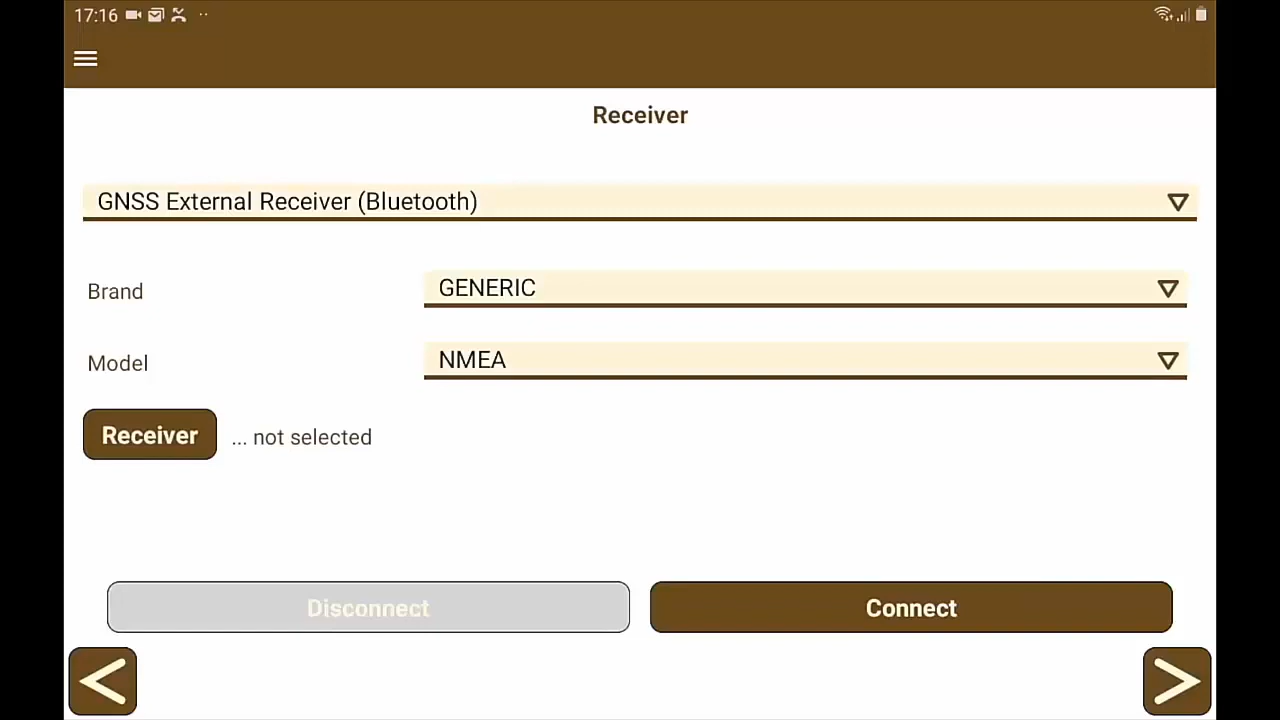 17:16
Receiver
GNSS External Receiver (Bluetooth)
Brand GENERIC
Model NMEA
Receiver ... not selected
Disconnect Connect